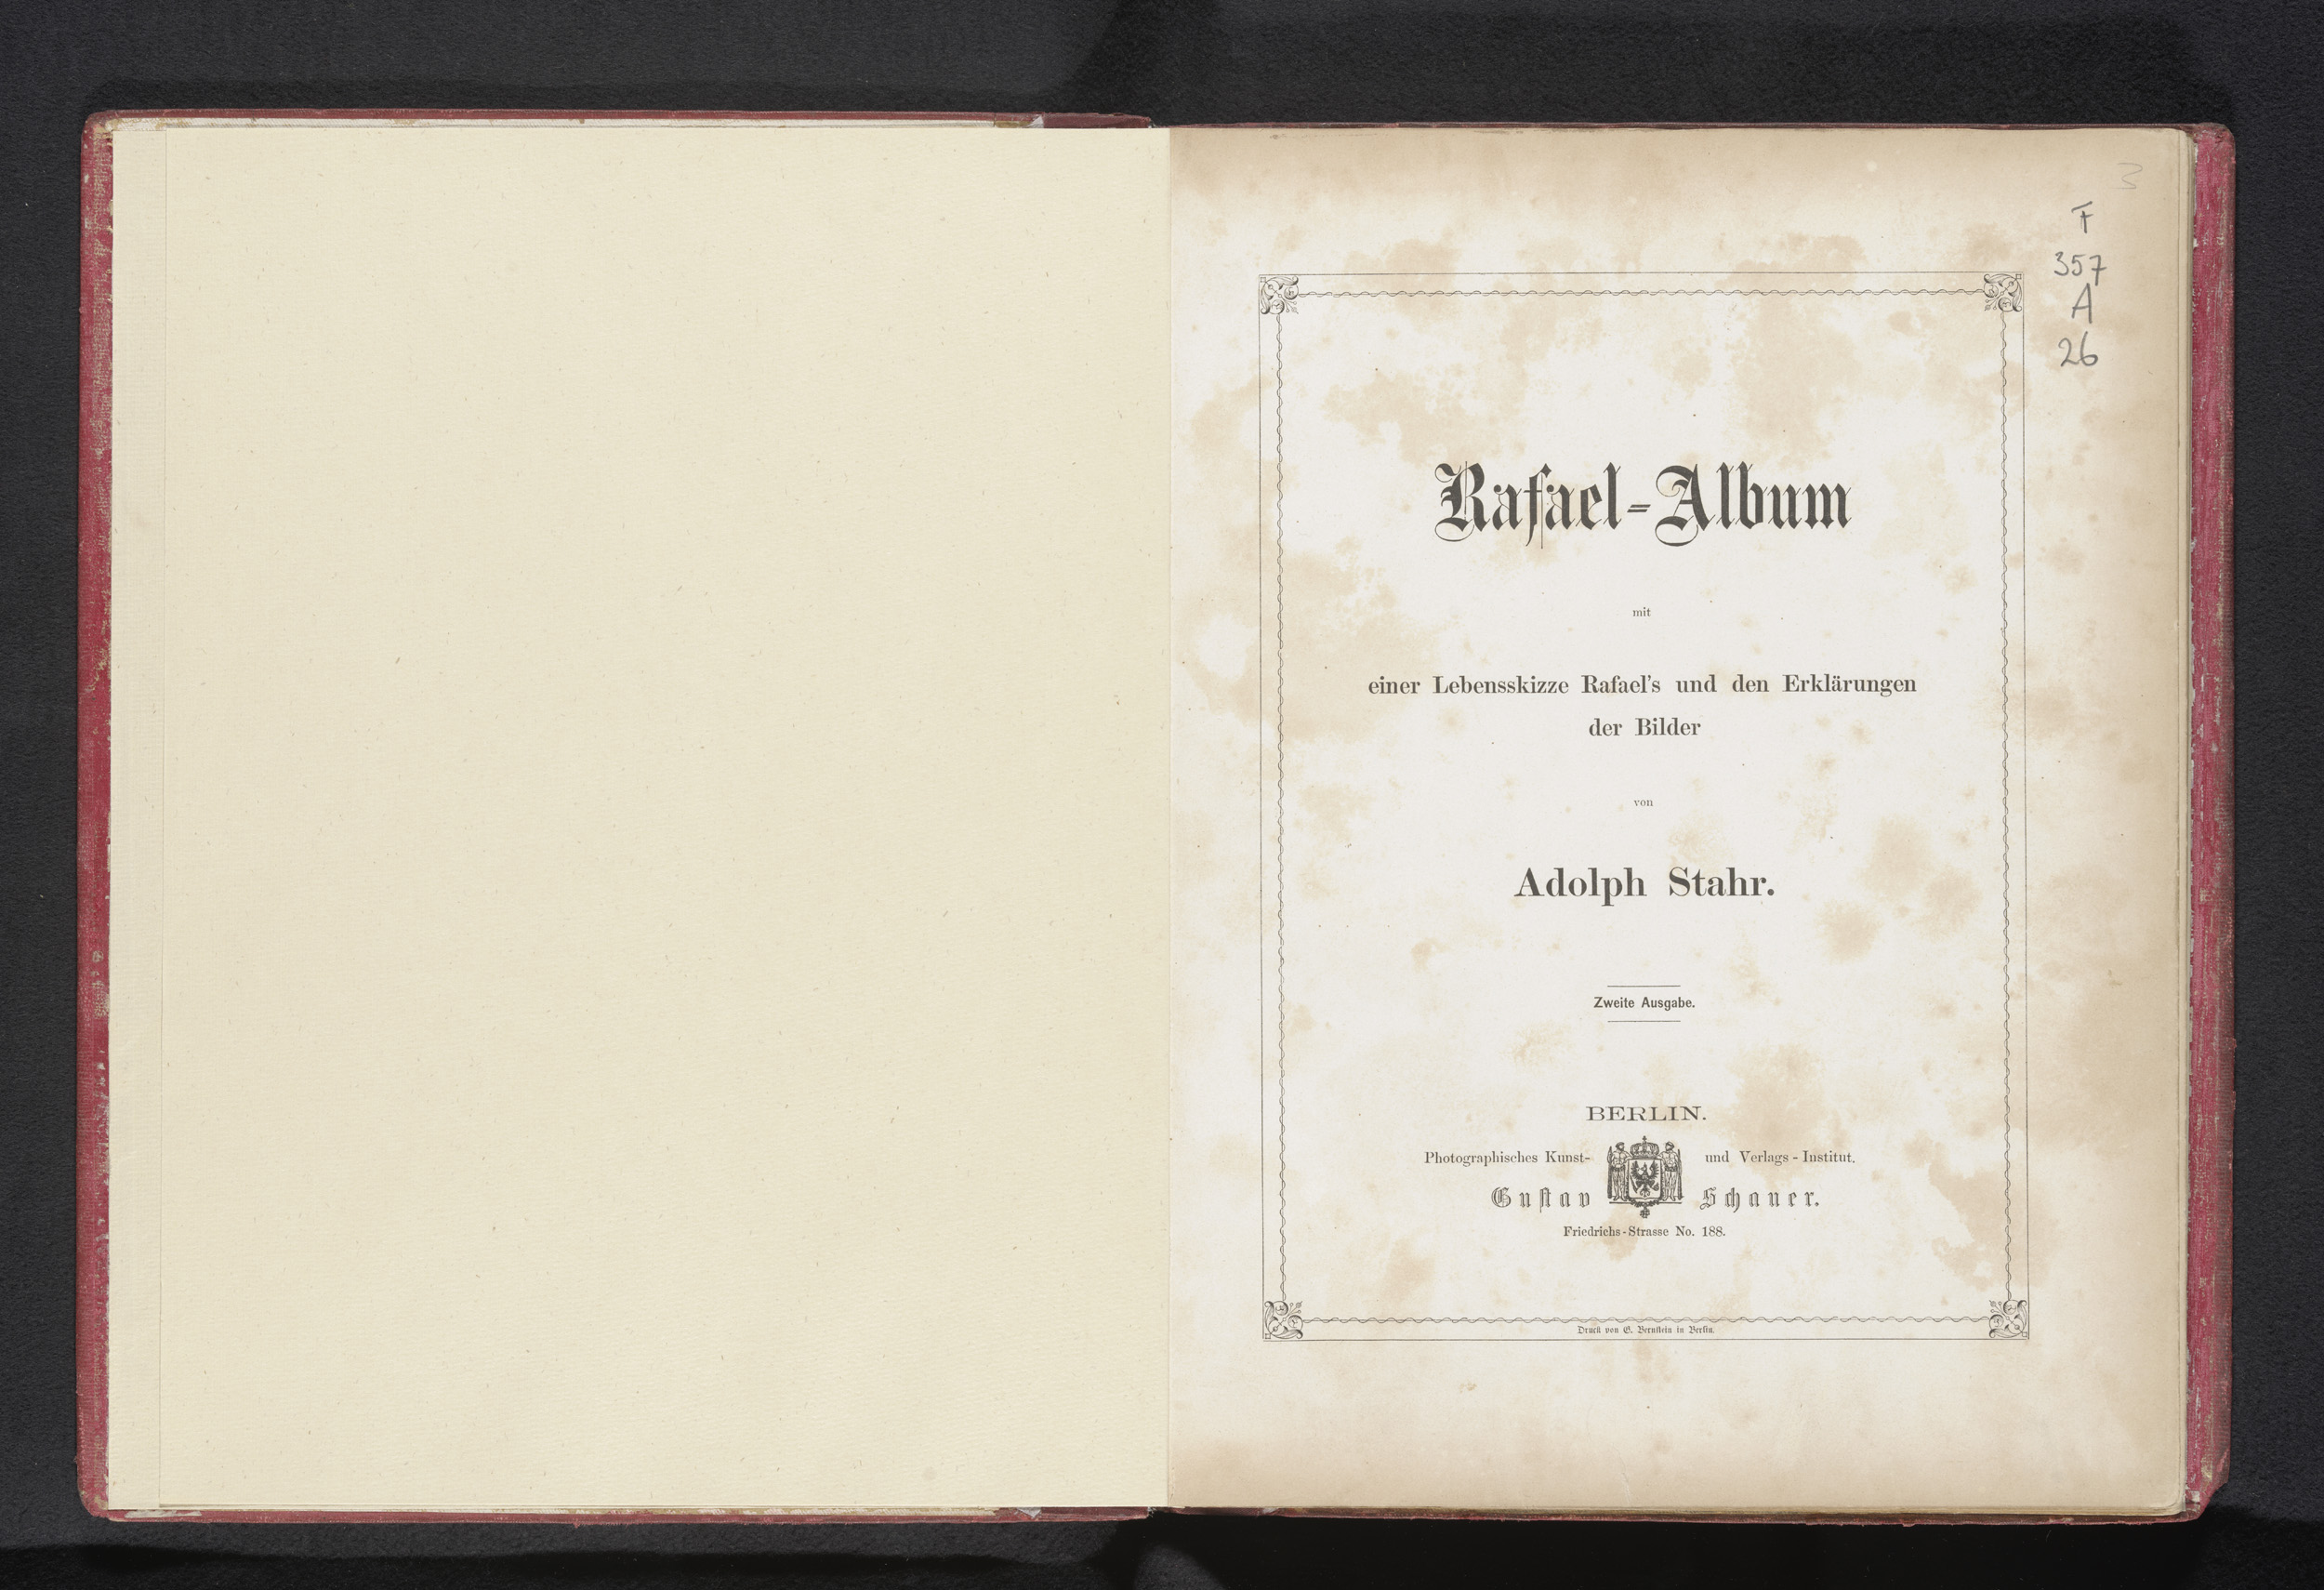 3
F
357
A
26
Rafael-Album
mit
einer Lebensskizze Rafael's und den Erklärungen
der Bilder
von
Adolph Stahr.
Zweite Ausgabe.
BERLIN.
Photographisches Kunst- und Verlags-Institut.
Gustav Schauer.
Friedrichs-Strasse No. 188.
Druck von G. Bernstein in Berlin.